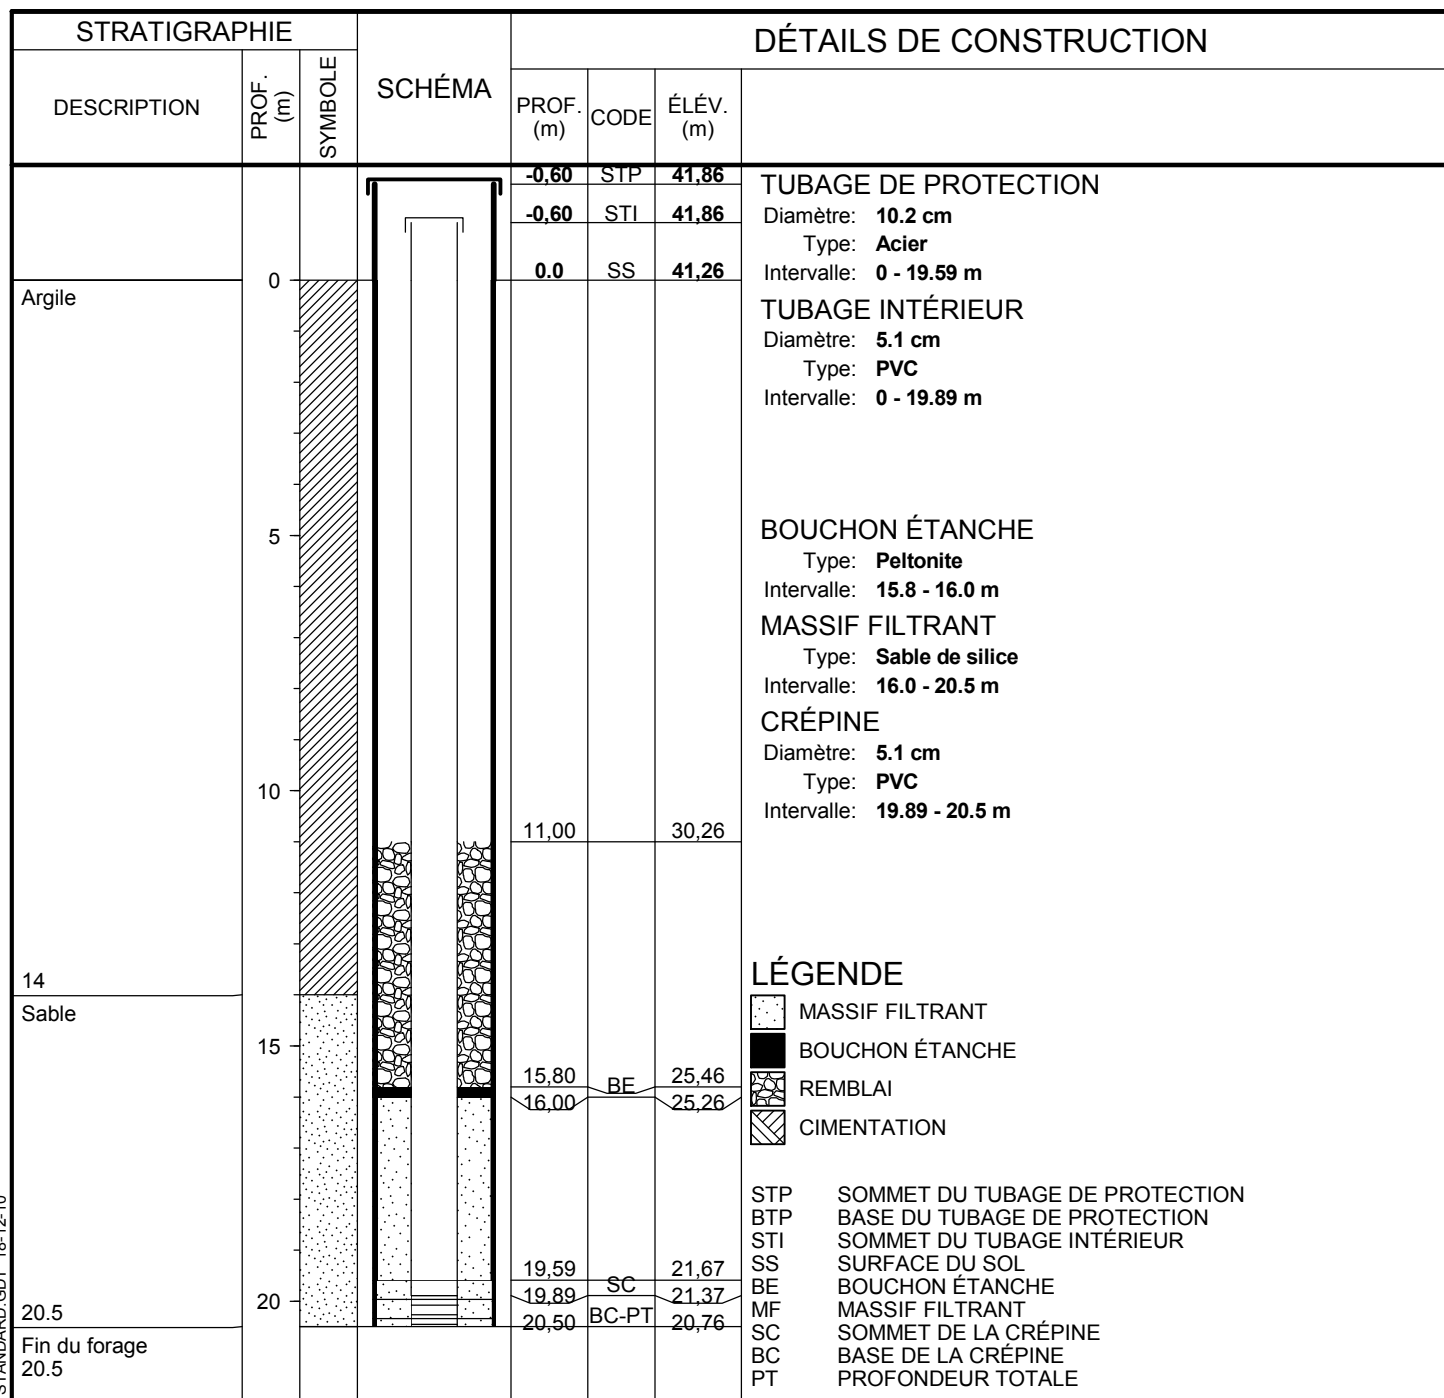 STRATIGRAPHIE
DESCRIPTION
PROF. (m)
SYMBOLE
SCHÉMA
DÉTAILS DE CONSTRUCTION
PROF. (m)
CODE
ÉLÉV. (m)
-0,60 STP 41,86
-0,60 STI 41,86
0.0 SS 41,26
11,00 30,26
15,80 BE 25,46
16,00 25,26
19,59 21,67
SC
19,89 21,37
20,50 BC-PT 20,76
Argile
14
Sable
20.5
Fin du forage
20.5
0
5
10
15
20
TUBAGE DE PROTECTION
Diamètre: 10.2 cm
Type: Acier
Intervalle: 0 - 19.59 m
TUBAGE INTÉRIEUR
Diamètre: 5.1 cm
Type: PVC
Intervalle: 0 - 19.89 m
BOUCHON ÉTANCHE
Type: Peltonite
Intervalle: 15.8 - 16.0 m
MASSIF FILTRANT
Type: Sable de silice
Intervalle: 16.0 - 20.5 m
CRÉPINE
Diamètre: 5.1 cm
Type: PVC
Intervalle: 19.89 - 20.5 m
LÉGENDE
MASSIF FILTRANT
BOUCHON ÉTANCHE
REMBLAI
CIMENTATION
STP SOMMET DU TUBAGE DE PROTECTION
BTP BASE DU TUBAGE DE PROTECTION
STI SOMMET DU TUBAGE INTÉRIEUR
SS SURFACE DU SOL
BE BOUCHON ÉTANCHE
MF MASSIF FILTRANT
SC SOMMET DE LA CRÉPINE
BC BASE DE LA CRÉPINE
PT PROFONDEUR TOTALE
STANDARD.GDT 18-12-10